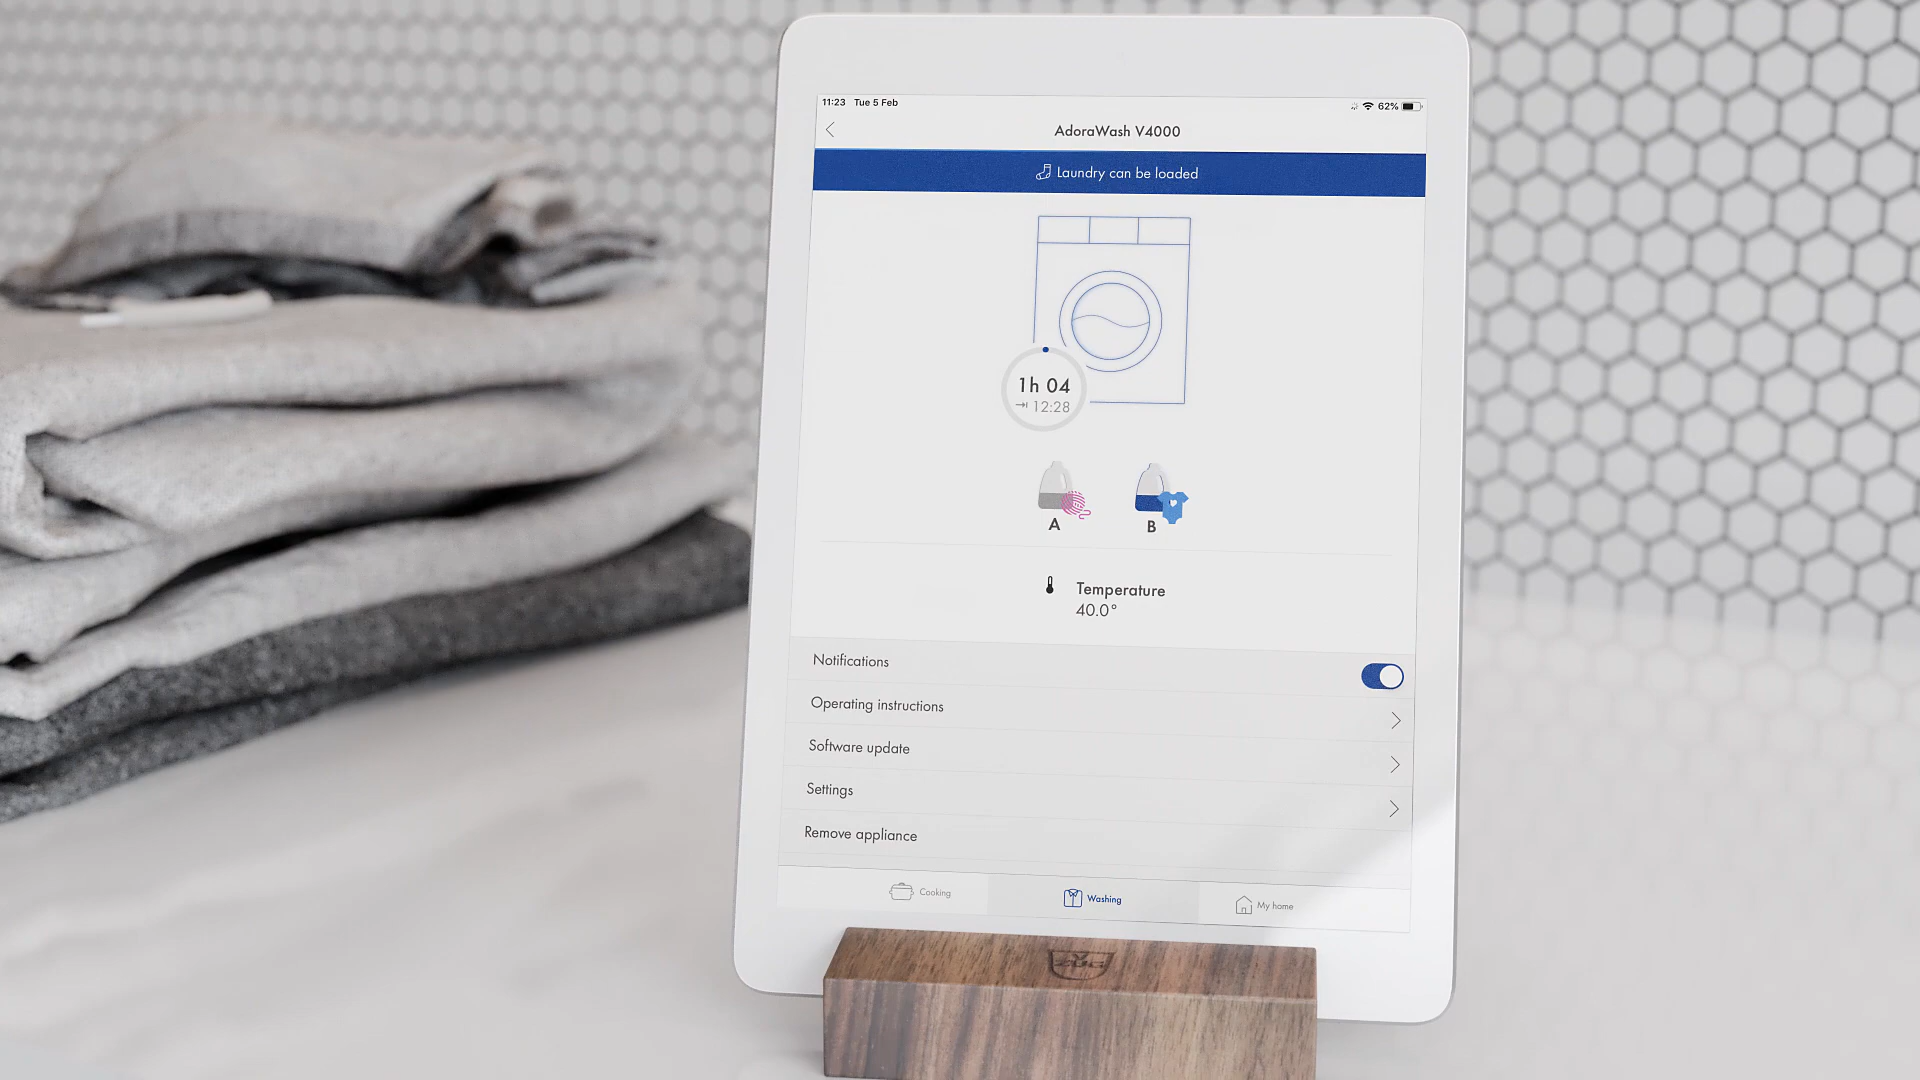 11:23 Tue 5 Feb
62%
AdoraWash V4000
Laundry can be loaded
1h 04
12:28
A
B
Temperature
40.0°
Notifications
Operating instructions
Software update
Settings
Remove appliance
Cooking
Washing
My home
V
ZUG